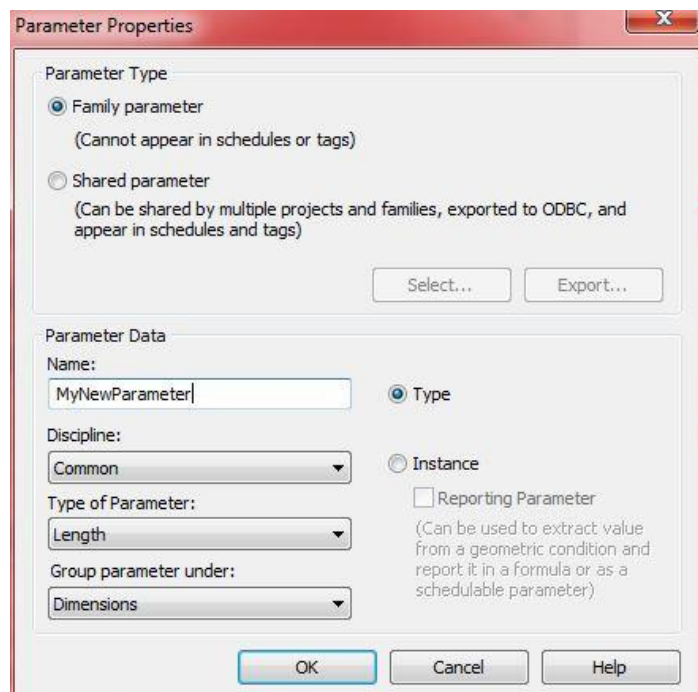 Parameter Properties
Parameter Type
Family parameter
(Cannot appear in schedules or tags)
Shared parameter
(Can be shared by multiple projects and families, exported to ODBC, and
appear in schedules and tags)
Select...
Export...
Parameter Data
Name:
MyNewParameter
Type
Discipline:
Common
Instance
Reporting Parameter
(Can be used to extract value
from a geometric condition and
report it in a formula or as a
schedulable parameter)
Type of Parameter:
Length
Group parameter under:
Dimensions
OK
Cancel
Help